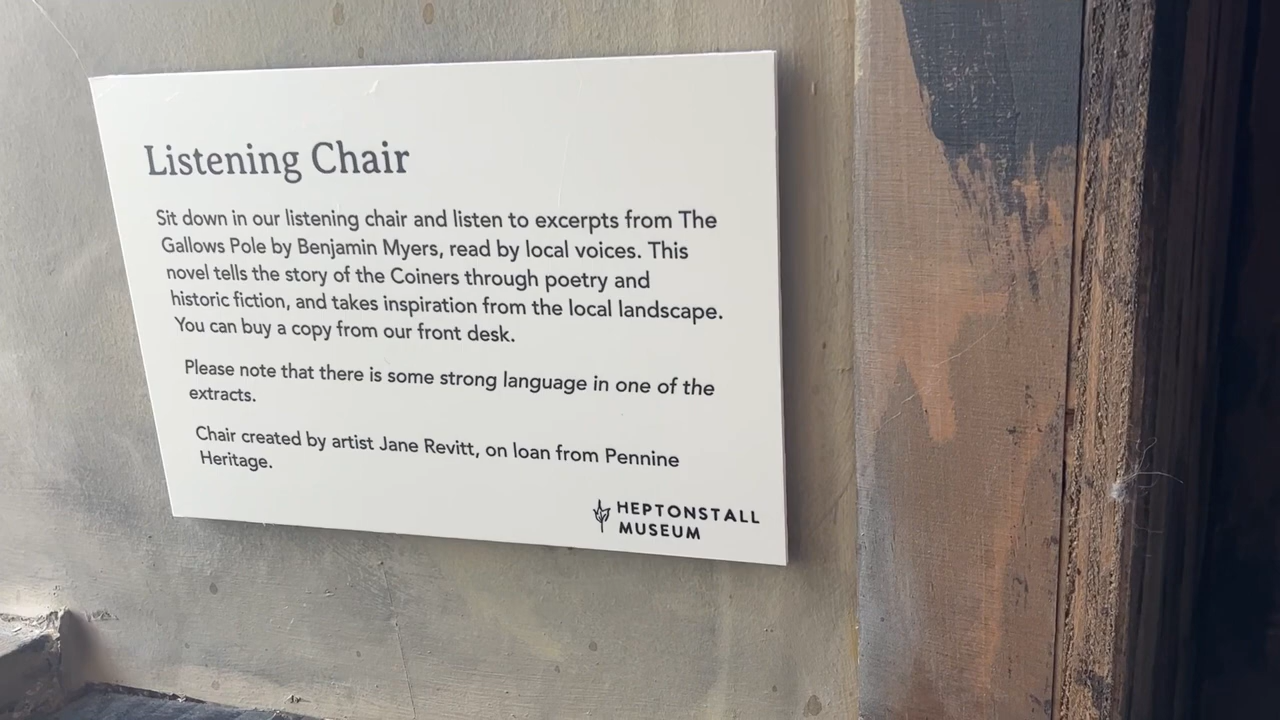 Listening Chair
Sit down in our listening chair and listen to excerpts from The
Gallows Pole by Benjamin Myers, read by local voices. This
novel tells the story of the Coiners through poetry and
historic fiction, and takes inspiration from the local landscape.
You can buy a copy from our front desk.
Please note that there is some strong language in one of the
extracts.
Chair created by artist Jane Revitt, on loan from Pennine
Heritage.
HEPTONSTALL
MUSEUM